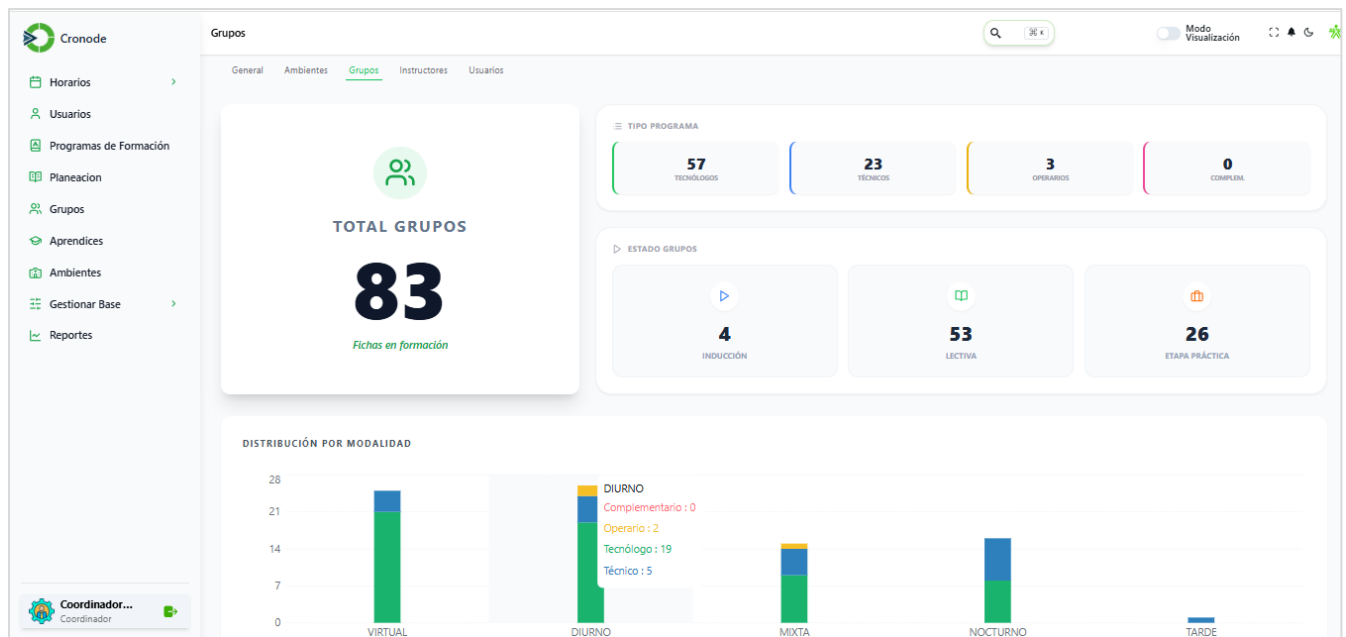 Cronode
Horarios
Usuarios
Programas de Formación
Planeacion
Grupos
Aprendices
Ambientes
Gestionar Base
Reportes
Coordinador...
Coordinador
Grupos
⌘ K
Modo
Visualización
General Ambientes Grupos Instructores Usuarios
TOTAL GRUPOS
83
Fichas en formación
TIPO PROGRAMA
57 23 3 0
TECNÓLOGOS TÉCNICOS OPERARIOS COMPLEM.
ESTADO GRUPOS
4 53 26
INDUCCIÓN LECTIVA ETAPA PRÁCTICA
DISTRIBUCIÓN POR MODALIDAD
28
21
14
7
0
DIURNO
Complementario : 0
Operario : 2
Tecnólogo : 19
Técnico : 5
VIRTUAL DIURNO MIXTA NOCTURNO TARDE